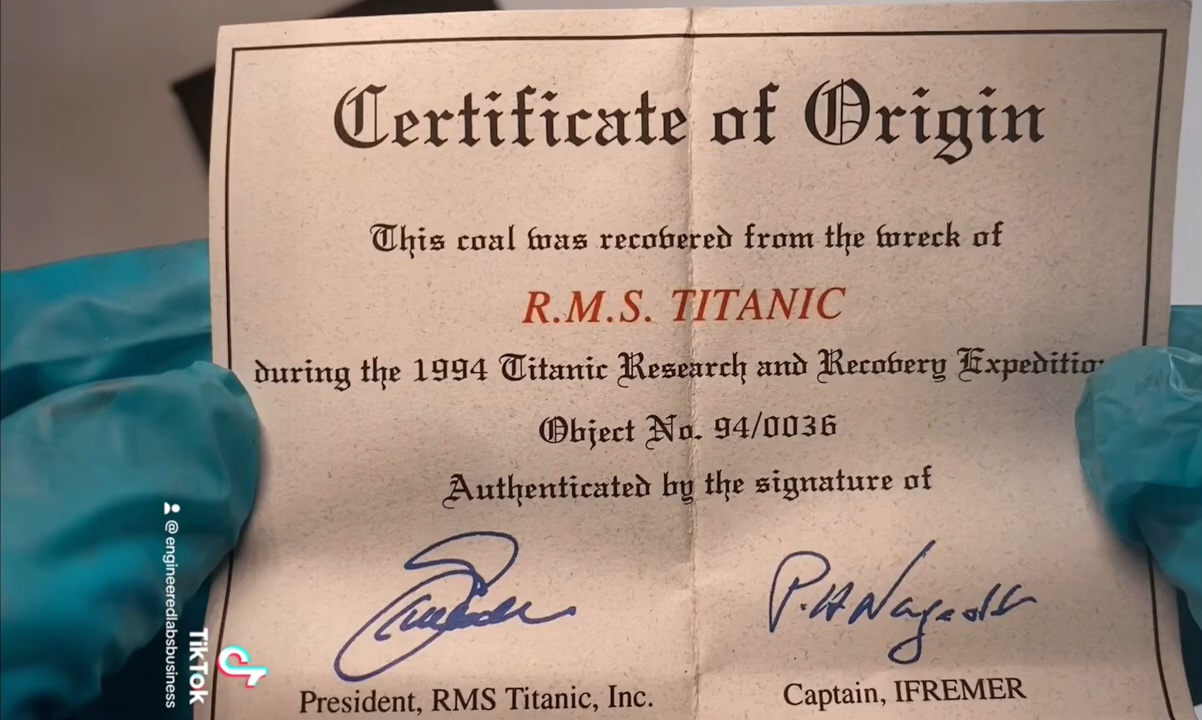 Certificate of Origin
This coal was recovered from the wreck of
R.M.S. TITANIC
during the 1994 Titanic Research and Recovery Expedition
Object No. 94/0036
Authenticated by the signature of
President, RMS Titanic, Inc.
Captain, IFREMER
@engineeredlabsbusiness
TikTok